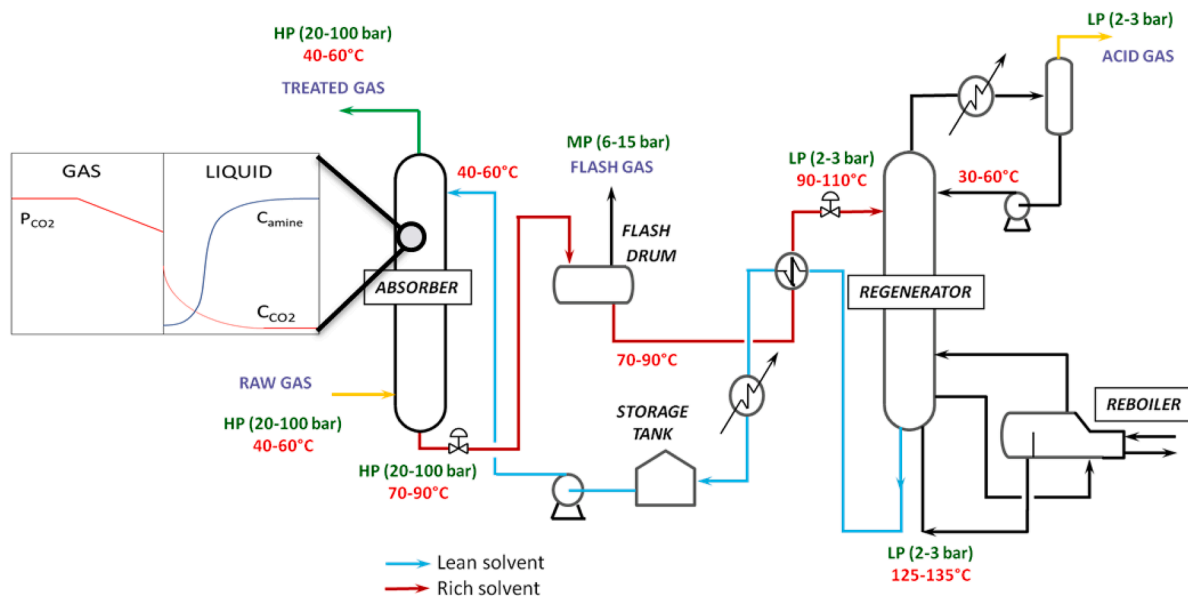 HP (20-100 bar)
40-60°C
TREATED GAS
LP (2-3 bar)
ACID GAS
GAS
LIQUID
PCO2
Camine
CCO2
MP (6-15 bar)
FLASH GAS
40-60°C
FLASH
DRUM
LP (2-3 bar)
90-110°C
30-60°C
ABSORBER
REGENERATOR
70-90°C
RAW GAS
HP (20-100 bar)
40-60°C
STORAGE
TANK
REBOILER
HP (20-100 bar)
70-90°C
LP (2-3 bar)
125-135°C
Lean solvent
Rich solvent